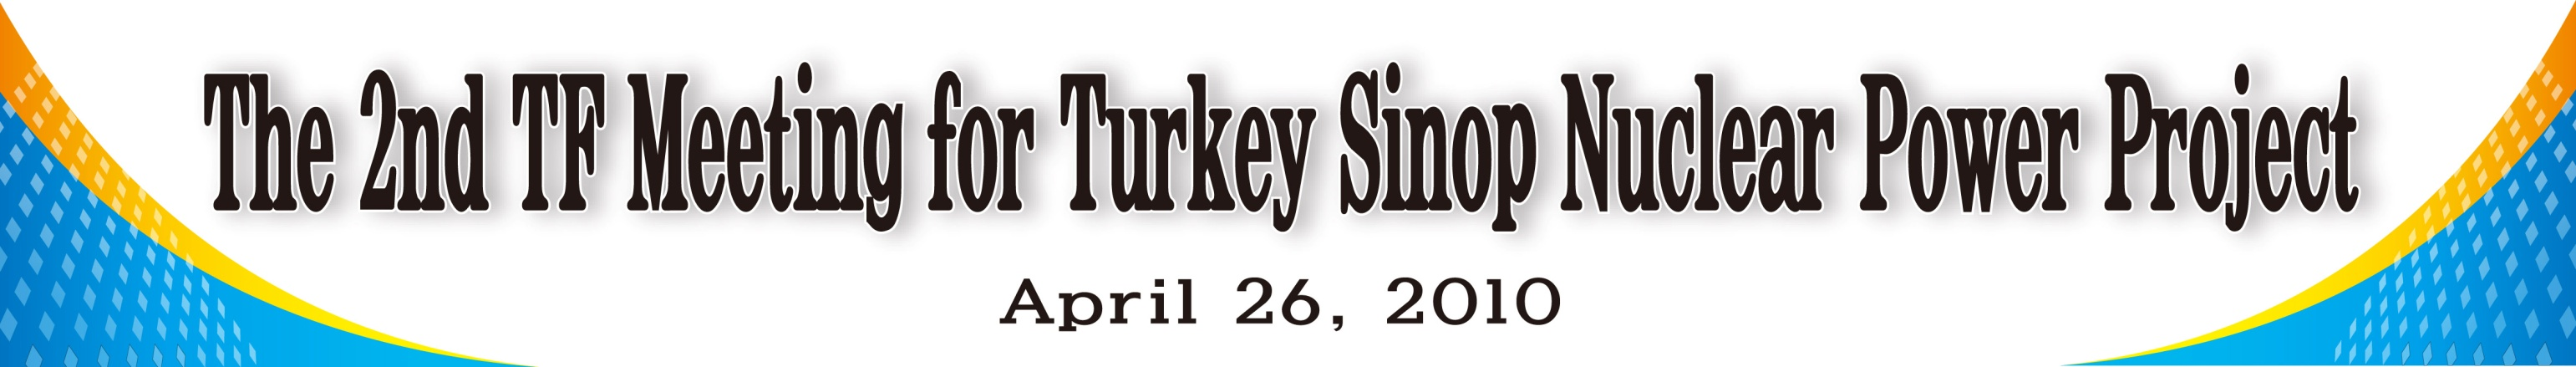 The 2nd TF Meeting for Turkey Sinop Nuclear Power Project
April 26, 2010